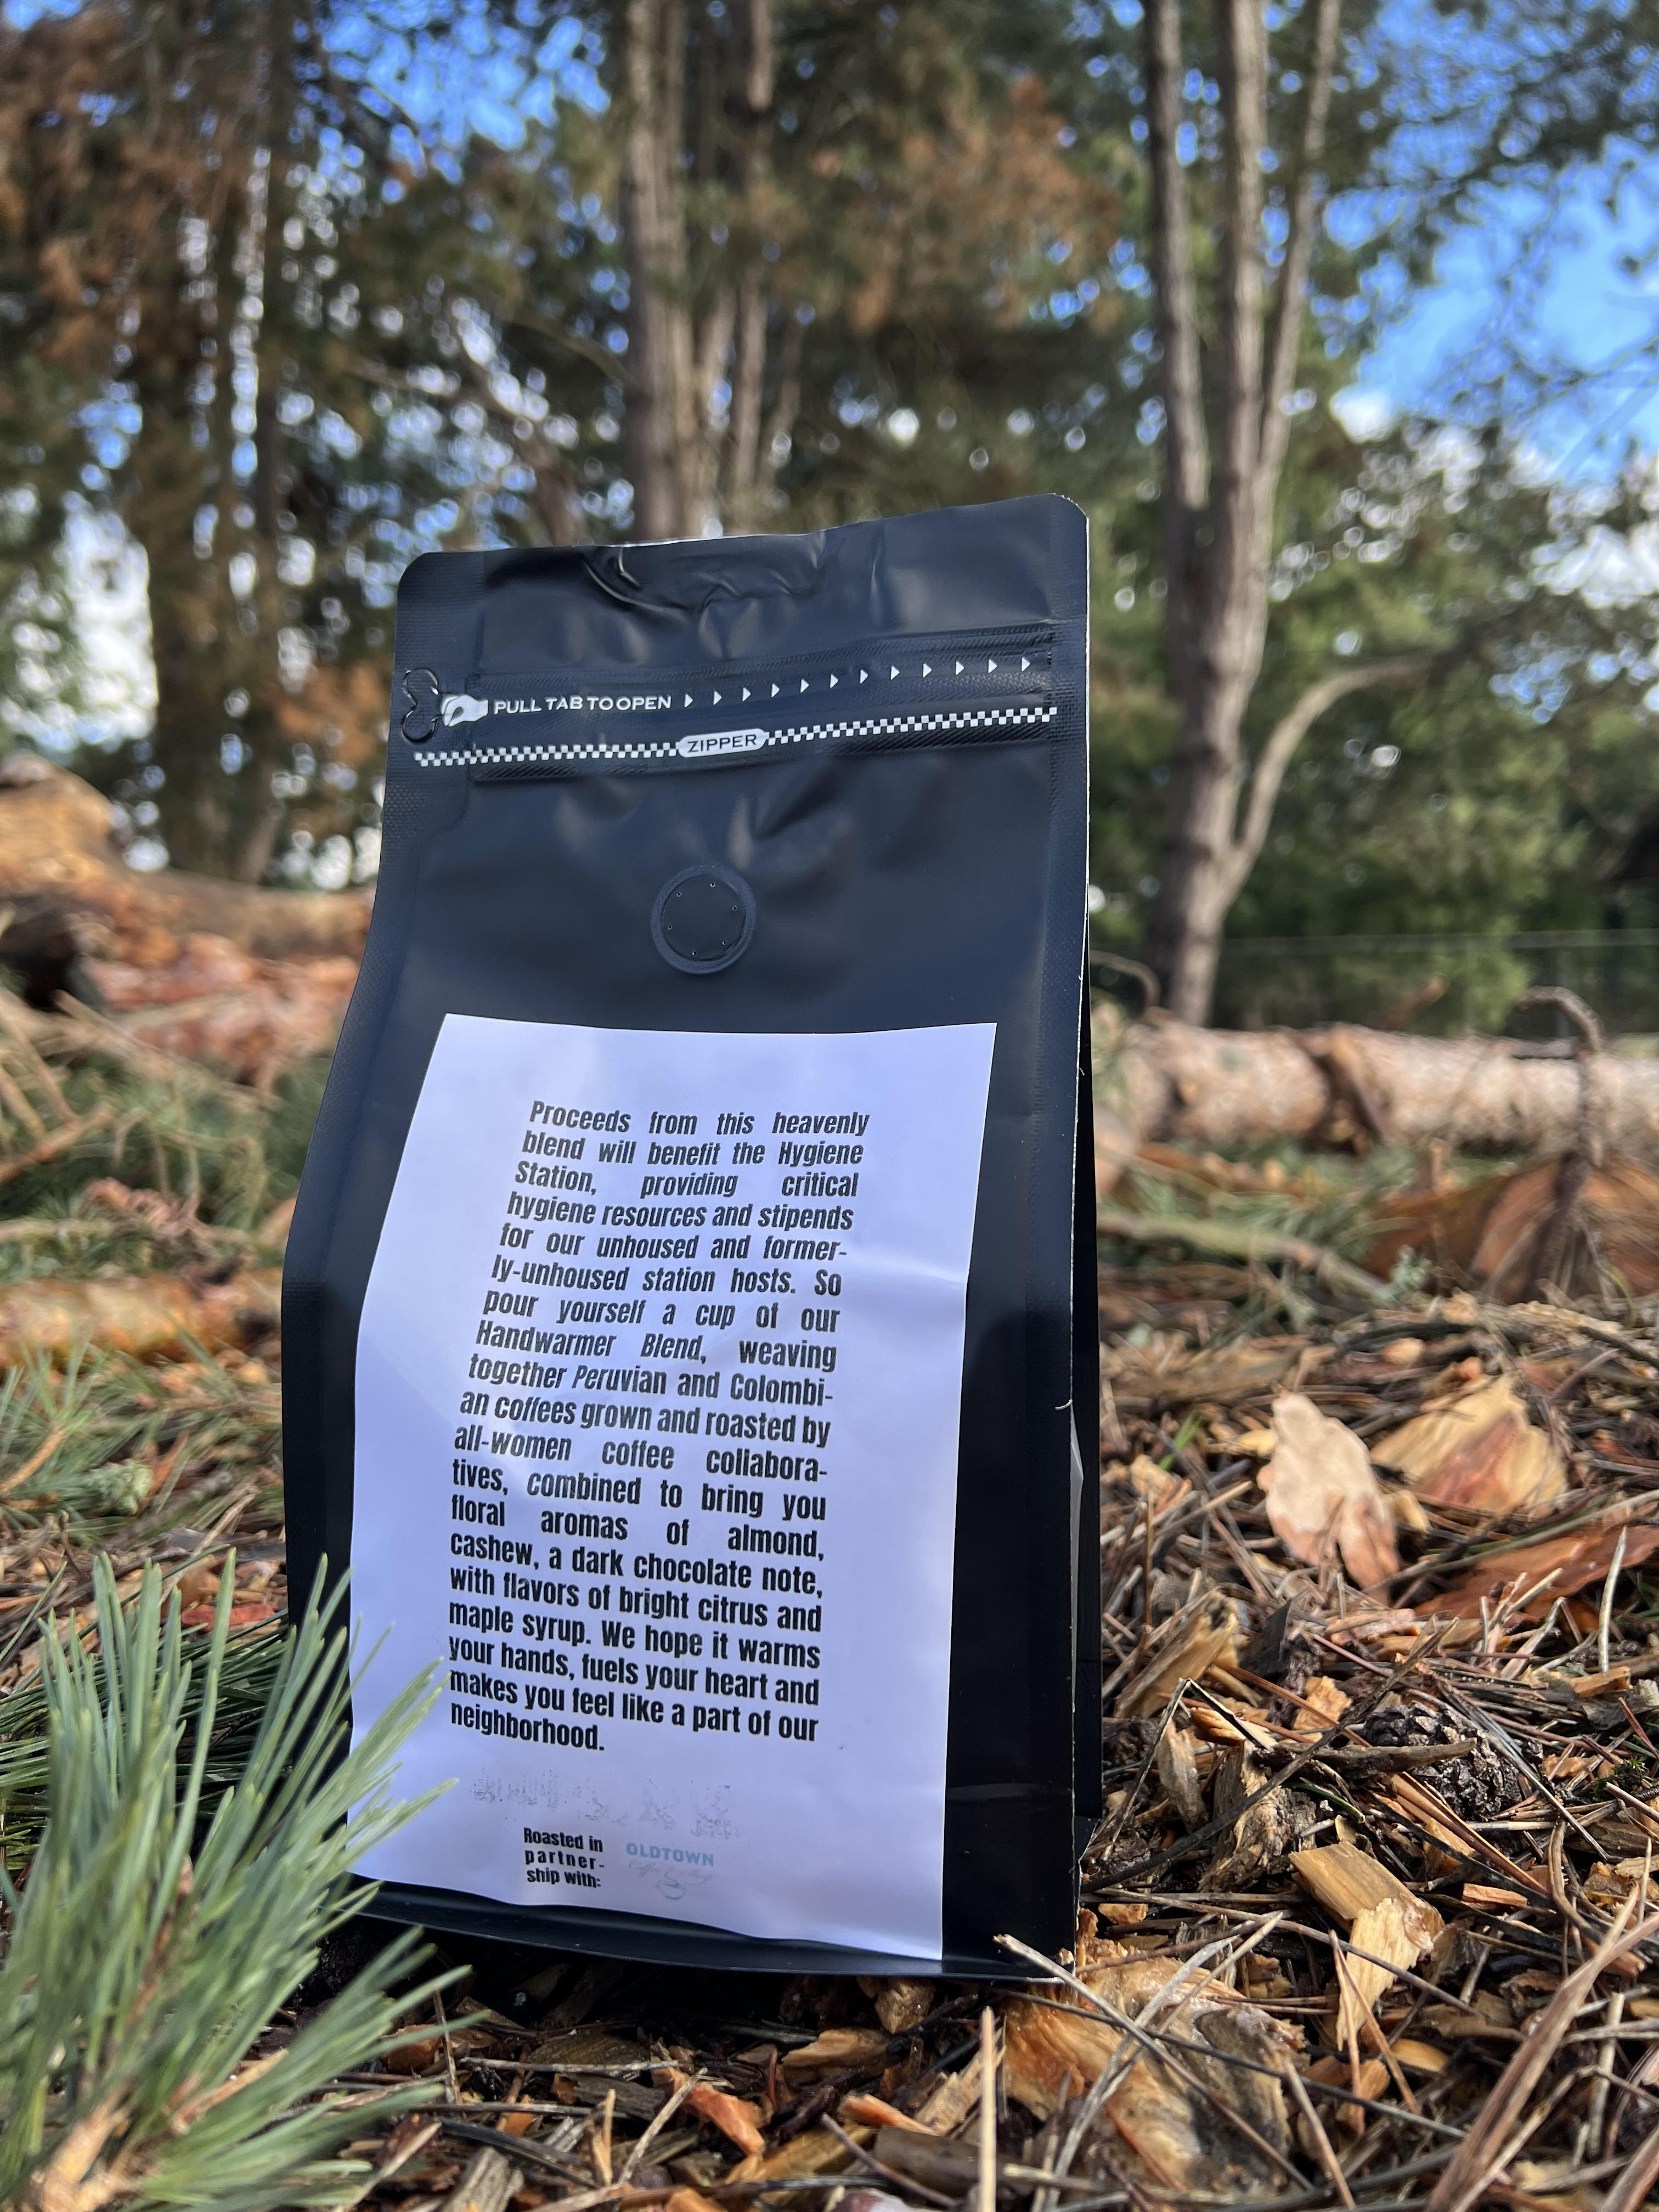 PULL TAB TO OPEN
ZIPPER
Proceeds from this heavenly
blend will benefit the Hygiene
Station, providing critical
hygiene resources and stipends
for our unhoused and former-
ly-unhoused station hosts. So
pour yourself a cup of our
Handwarmer Blend, weaving
together Peruvian and Colombi-
an coffees grown and roasted by
all-women coffee collabora-
tives, combined to bring you
floral aromas of almond,
cashew, a dark chocolate note,
with flavors of bright citrus and
maple syrup. We hope it warms
your hands, fuels your heart and
makes you feel like a part of our
neighborhood.
Roasted in
partner-
ship with:
OLDTOWN